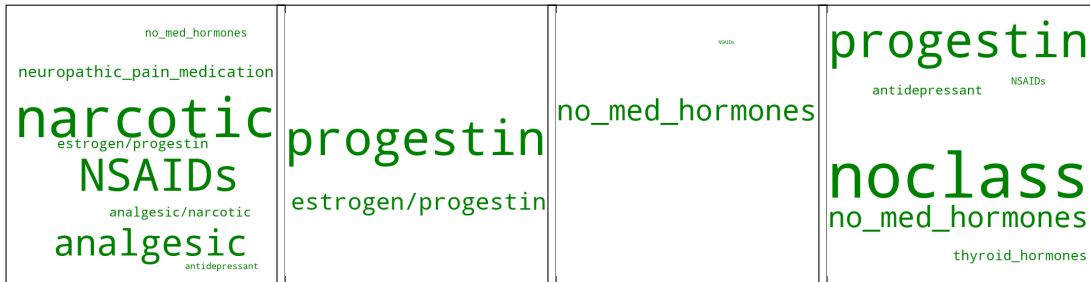 no_med_hormones
neuropathic_pain_medication
narcotic
estrogen/progestin
NSAIDs
analgesic/narcotic
analgesic
antidepressant
progestin
estrogen/progestin
NSAIDs
no_med_hormones
progestin
NSAIDs
antidepressant
noclass
no_med_hormones
thyroid_hormones